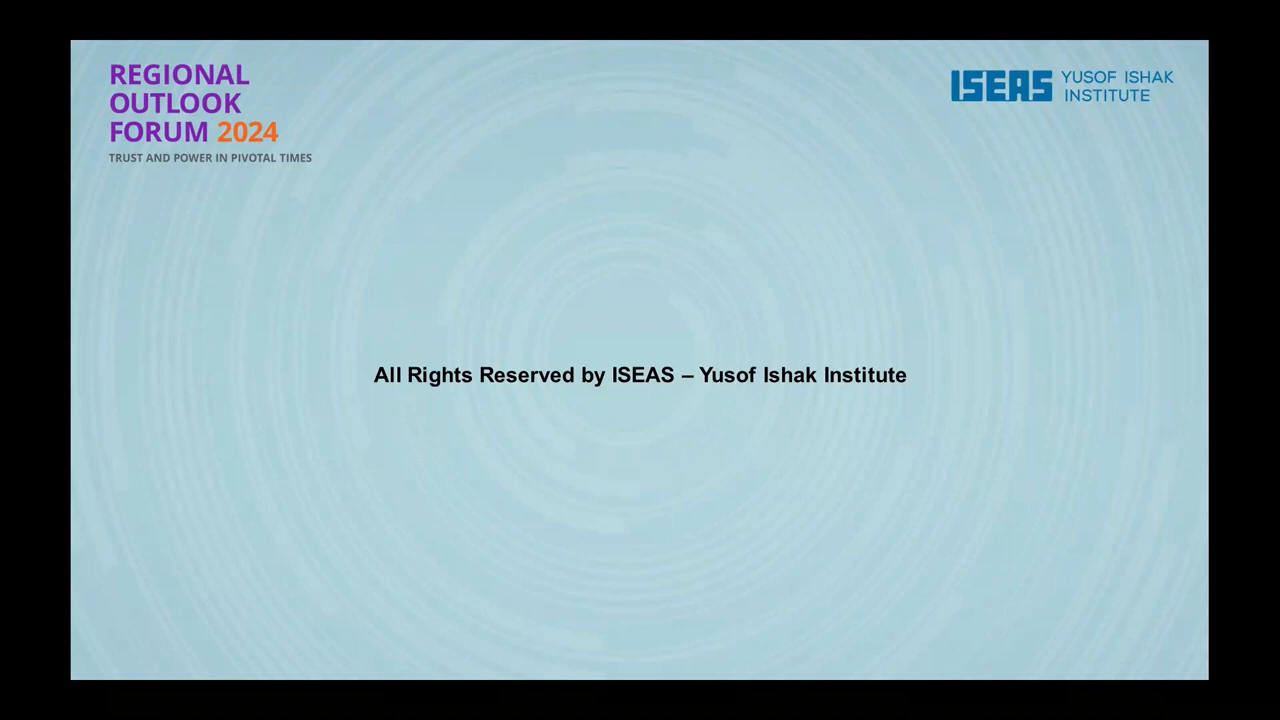 REGIONAL
OUTLOOK
FORUM 2024
TRUST AND POWER IN PIVOTAL TIMES
ISEAS YUSOF ISHAK
INSTITUTE
All Rights Reserved by ISEAS – Yusof Ishak Institute